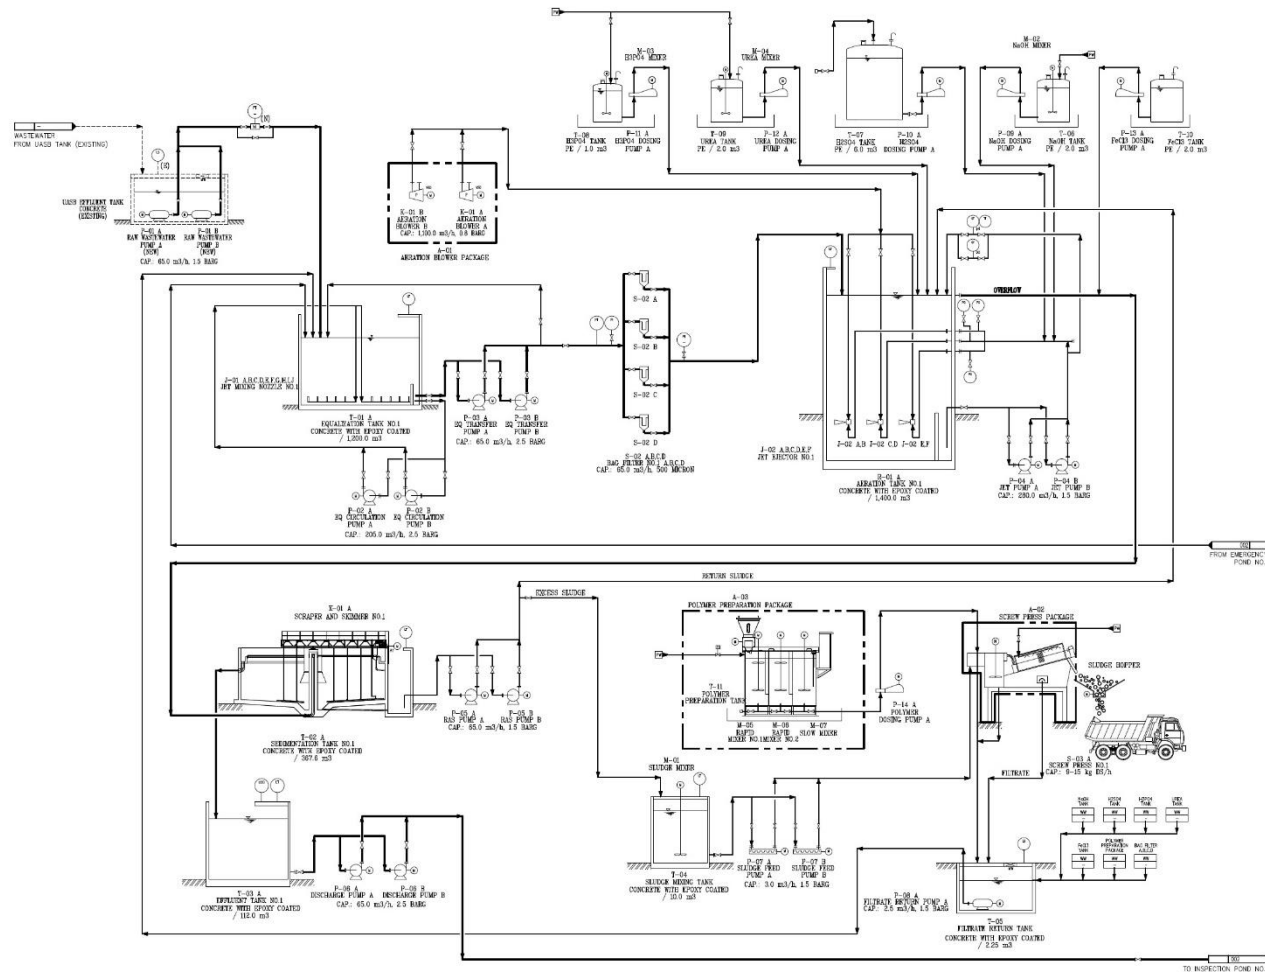 M-03
H3PO4 MIXER
M-04
UREA MIXER
M-02
NaOH MIXER
T-08
H3PO4 TANK
PE / 1.0 m3
P-11 A
H3PO4 DOSING
PUMP A
T-09
UREA TANK
PE / 2.0 m3
P-12 A
UREA DOSING
PUMP A
T-07
H2SO4 TANK
PE / 6.0 m3
P-10 A
H2SO4
DOSING PUMP A
P-09 A
NaOH DOSING
PUMP A
T-06
NaOH TANK
PE / 2.0 m3
P-13 A
FeCl3 DOSING
PUMP A
T-10
FeCl3 TANK
PE / 2.0 m3
WASTEWATER
FROM UASB TANK (EXISTING)
UASB EFFLUENT TANK
CONCRETE
(EXISTING)
P-01 A
RAW WASTEWATER
PUMP A
(NEW)
P-01 B
RAW WASTEWATER
PUMP B
(NEW)
CAP.: 65.0 m3/h, 1.5 BARG
K-01 B
AERATION
BLOWER B
K-01 A
AERATION
BLOWER A
CAP.: 1,100.0 m3/h, 0.6 BARG
A-01
AERATION BLOWER PACKAGE
S-02 A
S-02 B
S-02 C
S-02 D
S-02 A,B,C,D
BAG FILTER NO.1 A,B,C,D
CAP.: 65.0 m3/h, 500 MICRON
OVERFLOW
J-01 A,B,C,D,E,F,G,H,I,J
JET MIXING NOZZLE NO.1
T-01 A
EQUALIZATION TANK NO.1
CONCRETE WITH EPOXY COATED
/ 1,200.0 m3
P-03 A
EQ TRANSFER
PUMP A
P-03 B
EQ TRANSFER
PUMP B
CAP.: 65.0 m3/h, 2.5 BARG
P-02 A
EQ CIRCULATION
PUMP A
P-02 B
EQ CIRCULATION
PUMP B
CAP.: 205.0 m3/h, 2.5 BARG
J-02 A,B
J-02 C,D
J-02 E,F
J-02 A,B,C,D,E,F
JET EJECTOR NO.1
AERATION TANK NO.1
CONCRETE WITH EPOXY COATED
/ 1,400.0 m3
P-04 A
JET PUMP A
P-04 B
JET PUMP B
CAP.: 280.0 m3/h, 1.5 BARG
FROM EMERGENCY
POND NO.
RETURN SLUDGE
EXCESS SLUDGE
X-01 A
SCRAPER AND SKIMMER NO.1
T-02 A
SEDIMENTATION TANK NO.1
CONCRETE WITH EPOXY COATED
/ 367.6 m3
P-05 A
RAS PUMP A
P-05 B
RAS PUMP B
CAP.: 65.0 m3/h, 1.5 BARG
A-03
POLYMER PREPARATION PACKAGE
T-11
POLYMER
PREPARATION TANK
M-05
RAPID
MIXER NO.1
M-06
RAPID
MIXER NO.2
M-07
SLOW MIXER
P-14 A
POLYMER
DOSING PUMP A
A-02
SCREW PRESS PACKAGE
SLUDGE HOPPER
S-03 A
SCREW PRESS NO.1
CAP.: 9-15 kg DS/h
FILTRATE
M-01
SLUDGE MIXER
T-04
SLUDGE MIXING TANK
CONCRETE WITH EPOXY COATED
/ 10.0 m3
P-07 A
SLUDGE FEED
PUMP A
P-07 B
SLUDGE FEED
PUMP B
CAP.: 3.0 m3/h, 1.5 BARG
T-03 A
EFFLUENT TANK NO.1
CONCRETE WITH EPOXY COATED
/ 112.0 m3
P-06 A
DISCHARGE PUMP A
P-06 B
DISCHARGE PUMP B
CAP.: 65.0 m3/h, 2.5 BARG
P-08 A
FILTRATE RETURN PUMP A
CAP.: 2.5 m3/h, 1.5 BARG
T-05
FILTRATE RETURN TANK
CONCRETE WITH EPOXY COATED
/ 2.25 m3
NaOH
TANK
H2SO4
TANK
H3PO4
TANK
UREA
TANK
FeCl3
TANK
POLYMER
PREPARATION
PACKAGE
BAG FILTER
A,B,C,D
TO INSPECTION POND NO.